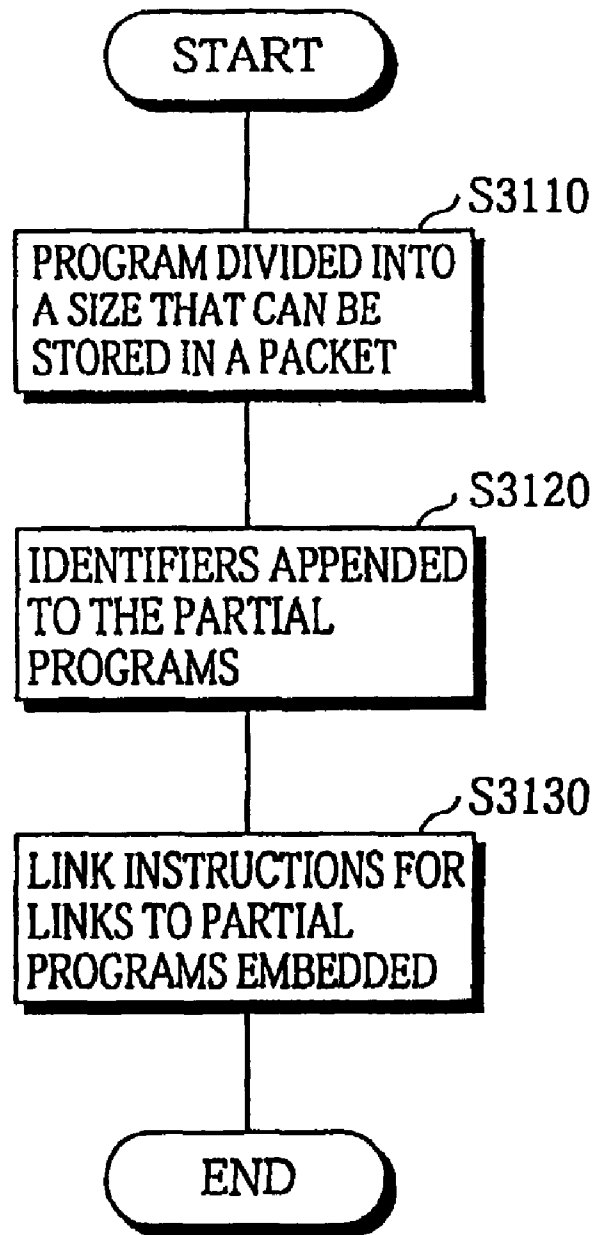 START
S3110
PROGRAM DIVIDED INTO
A SIZE THAT CAN BE
STORED IN A PACKET
S3120
IDENTIFIERS APPENDED
TO THE PARTIAL
PROGRAMS
S3130
LINK INSTRUCTIONS FOR
LINKS TO PARTIAL
PROGRAMS EMBEDDED
END